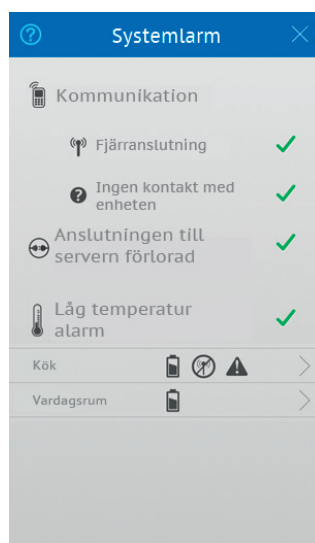 Systemlarm
Kommunikation
Fjärranslutning
Ingen kontakt med
enheten
Anslutningen till
servern förlorad
Låg temperatur
alarm
Kök
Vardagsrum